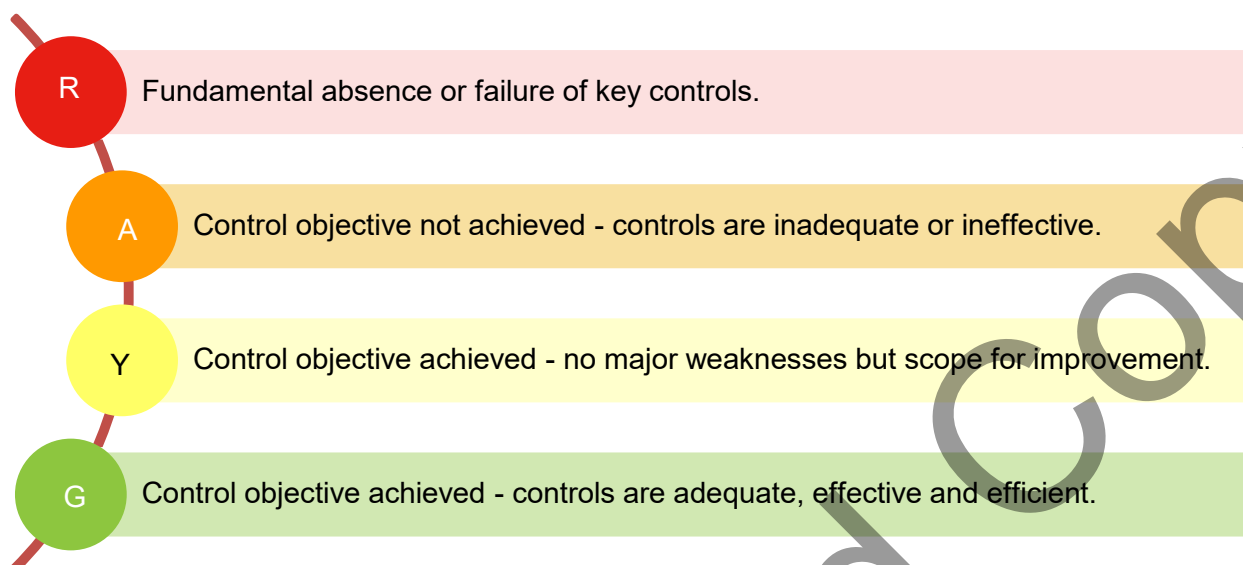 R
Fundamental absence or failure of key controls.
A
Control objective not achieved - controls are inadequate or ineffective.
Y
Control objective achieved - no major weaknesses but scope for improvement.
G
Control objective achieved - controls are adequate, effective and efficient.